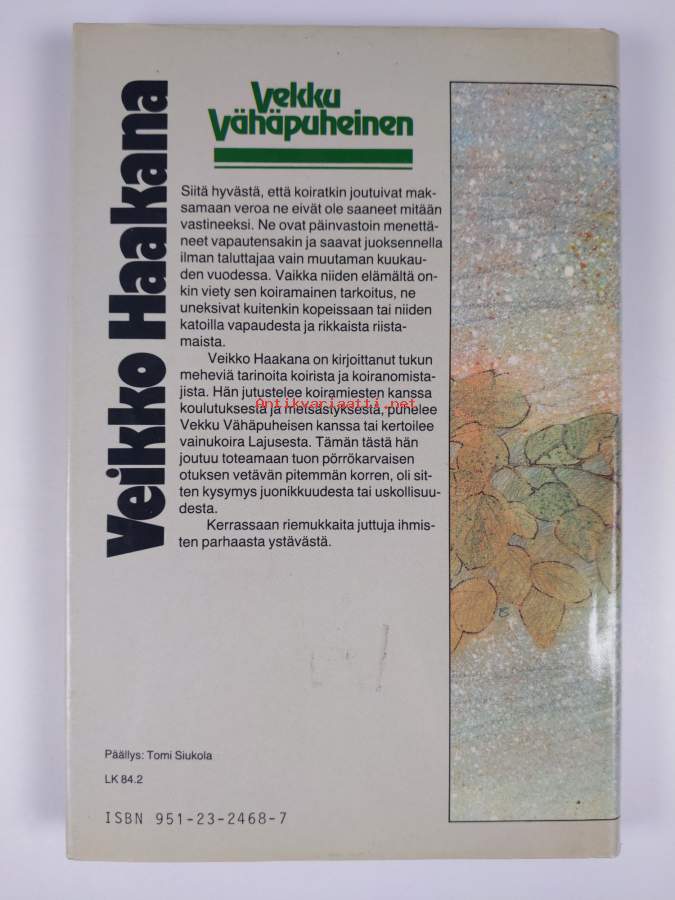 Veikko Haakana
Vekku
Vähäpuheinen
Siitä hyvästä, että koiratkin joutuivat mak-
samaan veroa ne eivät ole saaneet mitään
vastineeksi. Ne ovat päinvastoin menettä-
neet vapautensakin ja saavat juoksennella
ilman taluttajaa vain muutaman kuukau-
den vuodessa. Vaikka niiden elämältä on-
kin viety sen koiramainen tarkoitus, ne
uneksivat kuitenkin kopeissaan tai niiden
katoilla vapaudesta ja rikkaista riista-
maista.
Veikko Haakana on kirjoittanut tukun
meheviä tarinoita koirista ja koiranomista-
jista. Hän jutustelee koiramiesten kanssa
Antikvariaatti.net
koulutuksesta ja metsästyksestä, puhelee
Vekku Vähäpuheisen kanssa tai kertoilee
vainukoira Lajusesta. Tämän tästä hän
joutuu toteamaan tuon pörrökarvaisen
otuksen vetävän pitemmän korren, oli sit-
ten kysymys juonikkuudesta tai uskollisuu-
desta.
Kerrassaan riemukkaita juttuja ihmis-
ten parhaasta ystävästä.
Päällys: Tomi Siukola
LK 84.2
ISBN 951-23-2468-7